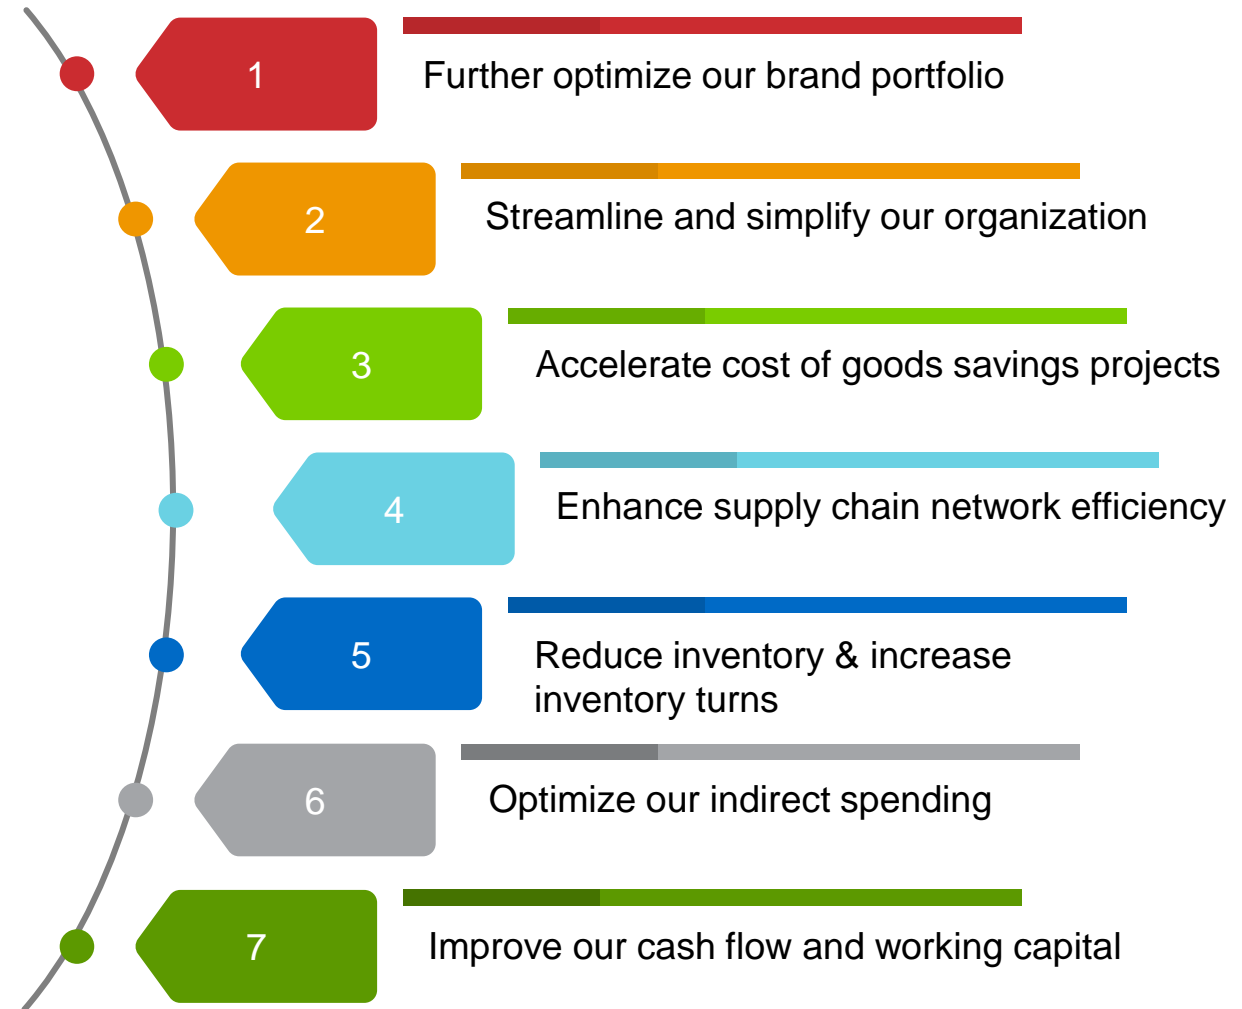 1
Further optimize our brand portfolio
2
Streamline and simplify our organization
3
Accelerate cost of goods savings projects
4
Enhance supply chain network efficiency
5
Reduce inventory & increase
inventory turns
6
Optimize our indirect spending
7
Improve our cash flow and working capital